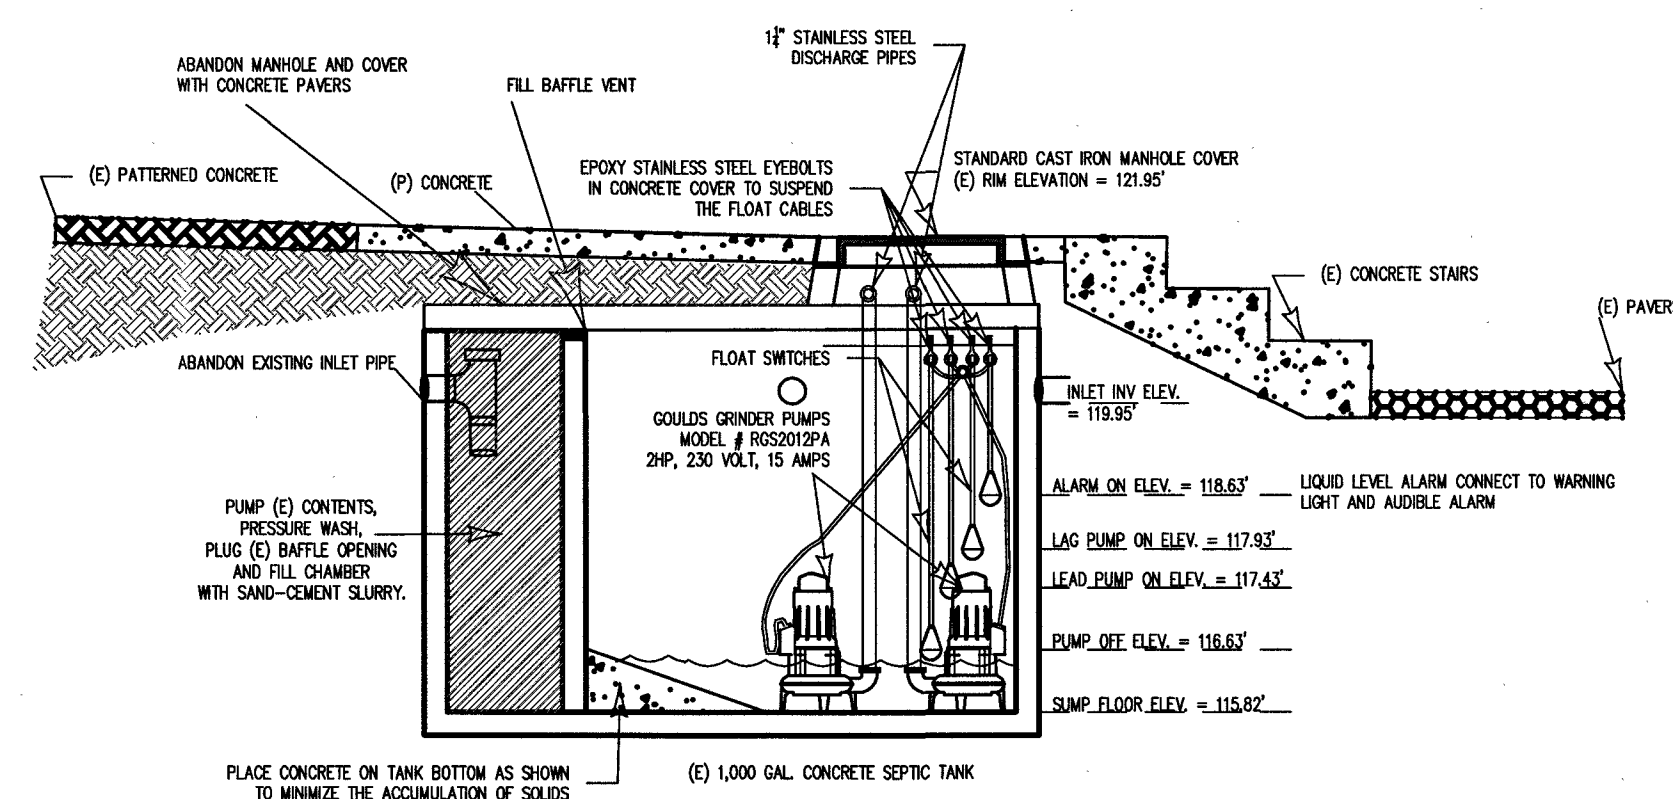 1¼" STAINLESS STEEL
DISCHARGE PIPES
ABANDON MANHOLE AND COVER
WITH CONCRETE PAVERS
FILL BAFFLE VENT
(E) PATTERNED CONCRETE
(P) CONCRETE
EPOXY STAINLESS STEEL EYEBOLTS
IN CONCRETE COVER TO SUSPEND
THE FLOAT CABLES
STANDARD CAST IRON MANHOLE COVER
(E) RIM ELEVATION = 121.95'
(E) CONCRETE STAIRS
(E) PAVER
ABANDON EXISTING INLET PIPE
FLOAT SWITCHES
GOULDS GRINDER PUMPS
MODEL # RGS2012PA
2HP, 230 VOLT, 15 AMPS
INLET INV ELEV.
= 119.95'
ALARM ON ELEV. = 118.63'
LIQUID LEVEL ALARM CONNECT TO WARNING
LIGHT AND AUDIBLE ALARM
LAG PUMP ON ELEV. = 117.93'
LEAD PUMP ON ELEV. = 117.43'
PUMP OFF ELEV. = 116.63'
SUMP FLOOR ELEV. = 115.82'
PUMP (E) CONTENTS,
PRESSURE WASH,
PLUG (E) BAFFLE OPENING
AND FILL CHAMBER
WITH SAND-CEMENT SLURRY.
PLACE CONCRETE ON TANK BOTTOM AS SHOWN
TO MINIMIZE THE ACCUMULATION OF SOLIDS
(E) 1,000 GAL. CONCRETE SEPTIC TANK